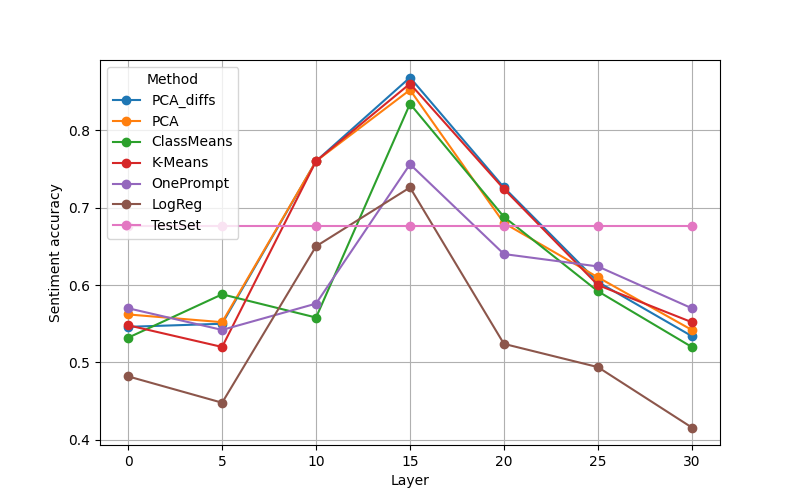 Method
PCA_diffs
PCA
ClassMeans
K-Means
OnePrompt
LogReg
TestSet
Sentiment accuracy
0.8
0.7
0.6
0.5
0.4
0 5 10 15 20 25 30
Layer